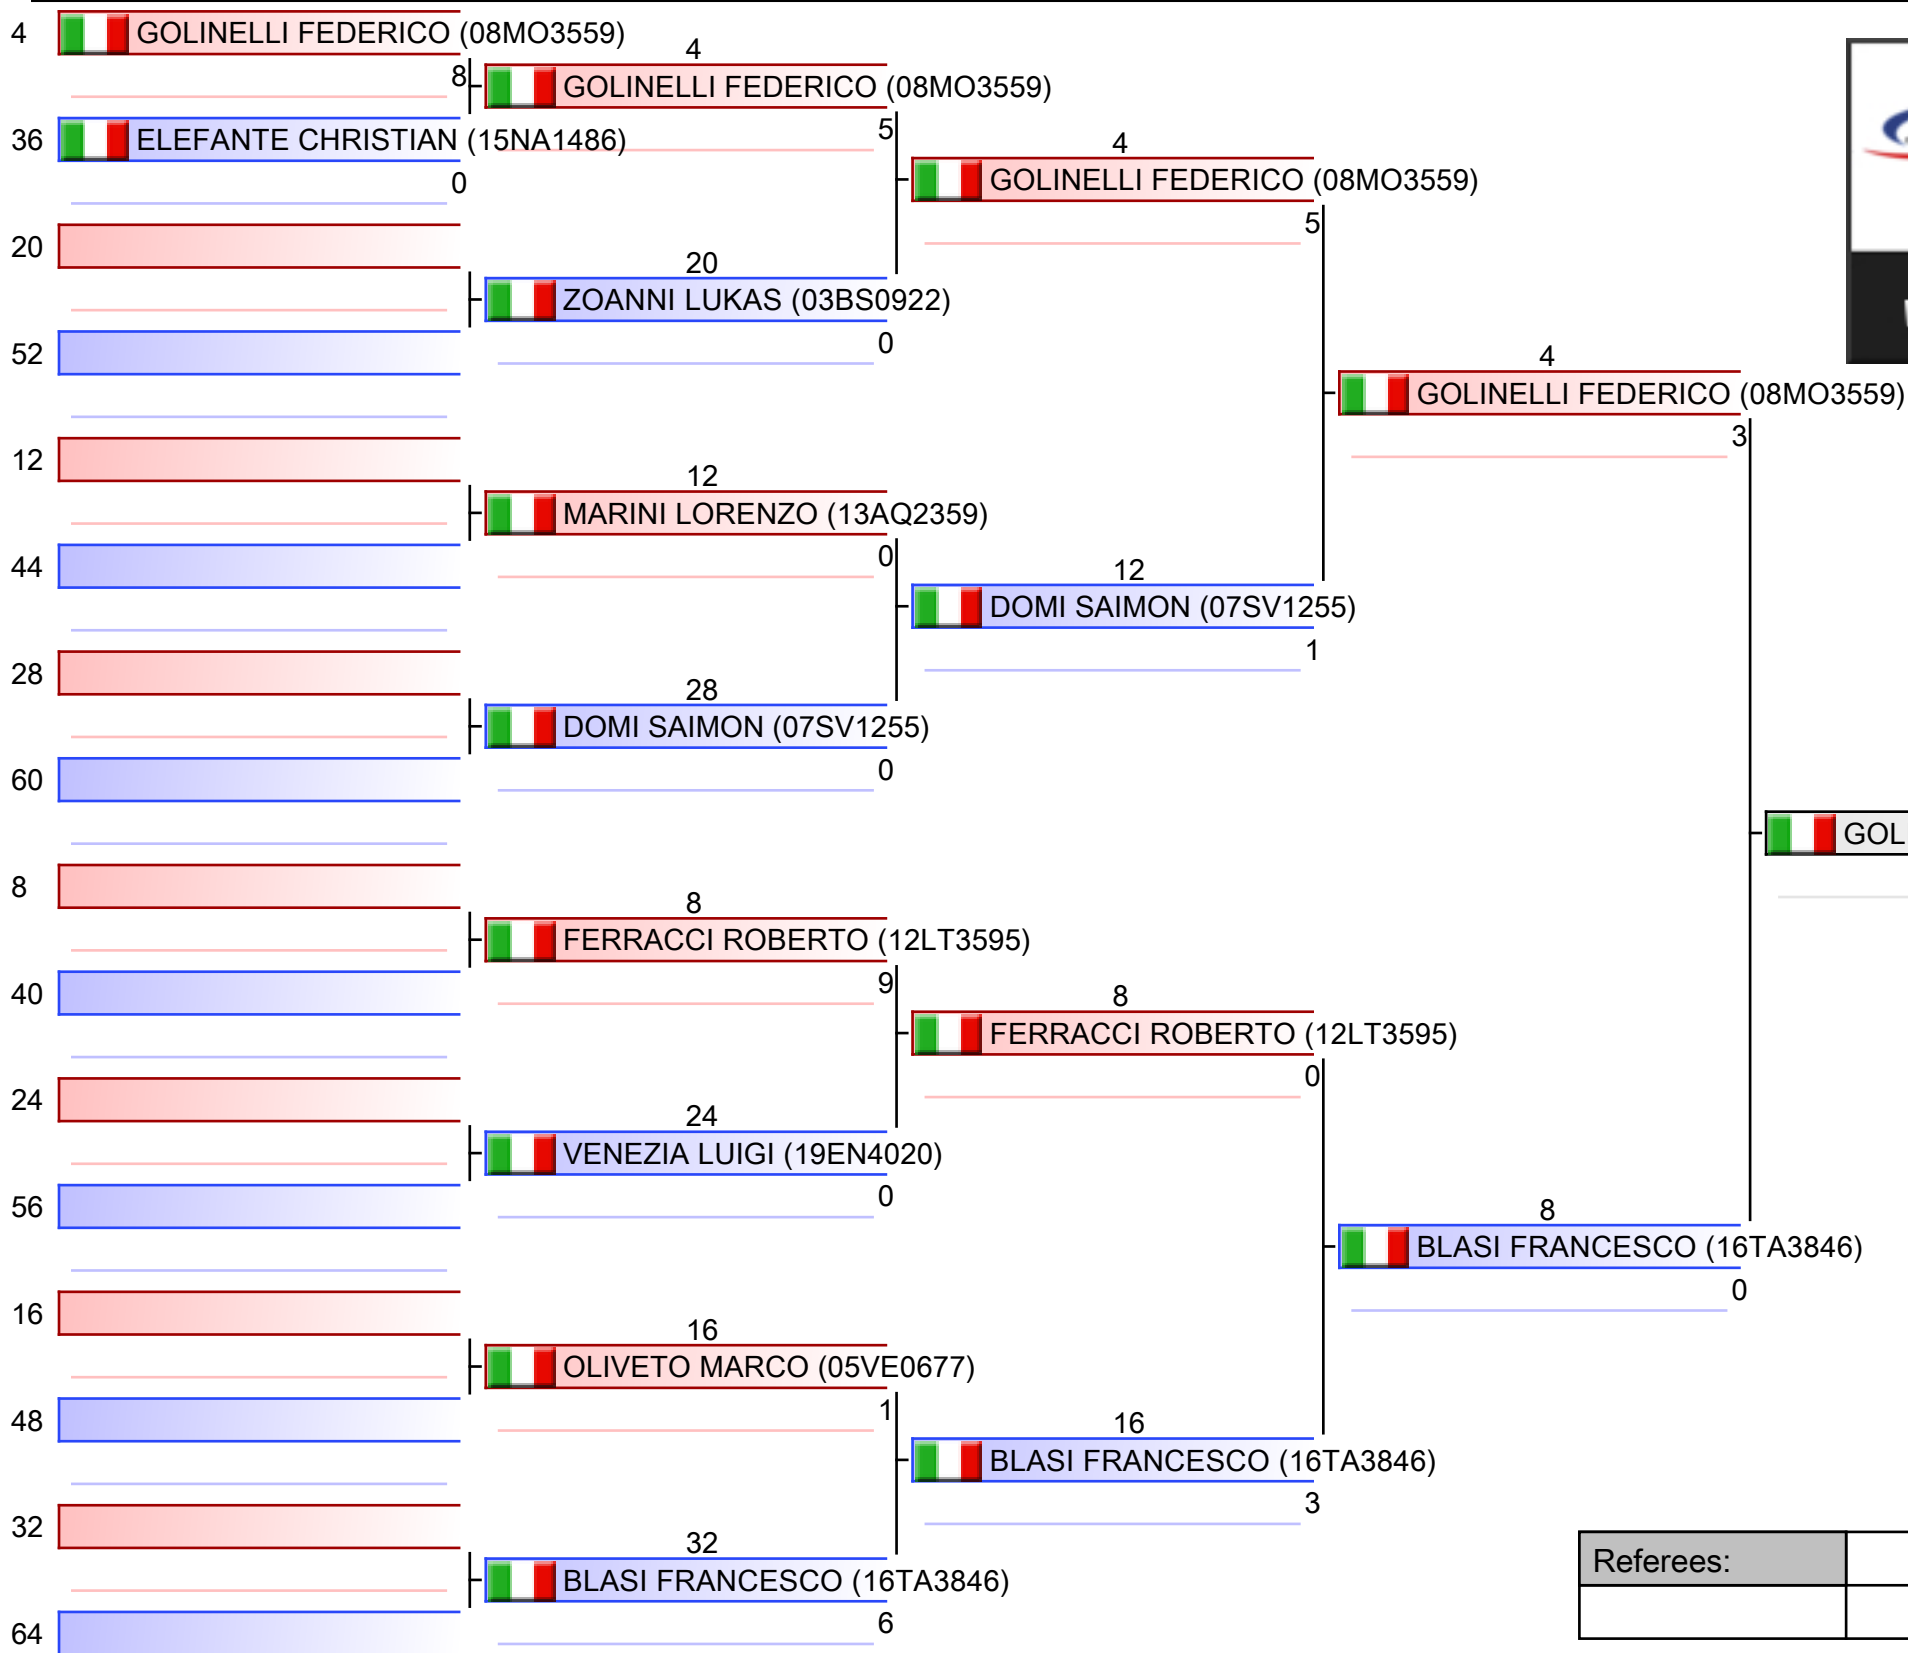 4 GOLINELLI FEDERICO (08MO3559)
8
36 ELEFANTE CHRISTIAN (15NA1486)
0
20
52
12
44
28
60
8
40
24
56
16
48
32
64
4
GOLINELLI FEDERICO (08MO3559)
5
20
ZOANNI LUKAS (03BS0922)
0
12
MARINI LORENZO (13AQ2359)
0
28
DOMI SAIMON (07SV1255)
0
8
FERRACCI ROBERTO (12LT3595)
9
24
VENEZIA LUIGI (19EN4020)
0
16
OLIVETO MARCO (05VE0677)
1
32
BLASI FRANCESCO (16TA3846)
6
4
GOLINELLI FEDERICO (08MO3559)
5
12
DOMI SAIMON (07SV1255)
1
8
FERRACCI ROBERTO (12LT3595)
0
16
BLASI FRANCESCO (16TA3846)
3
4
GOLINELLI FEDERICO (08MO3559)
3
8
BLASI FRANCESCO (16TA3846)
0
GOL
Referees: